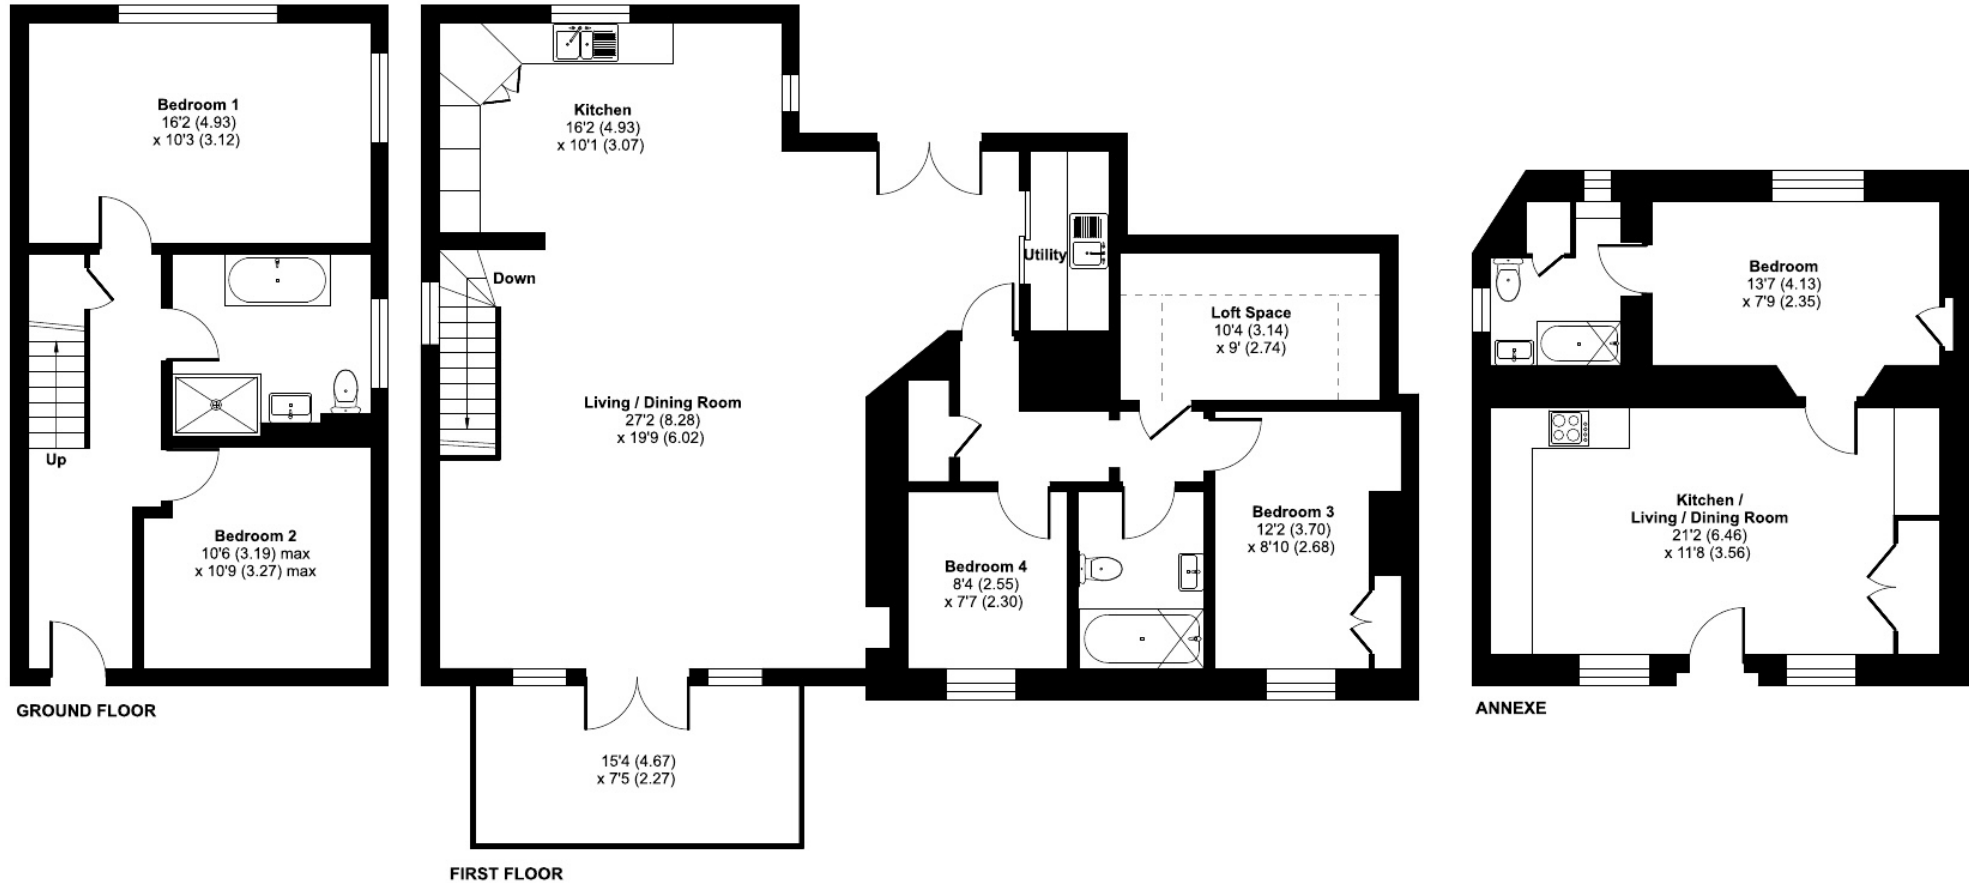 Bedroom 1
16'2 (4.93)
x 10'3 (3.12)
Up
Bedroom 2
10'6 (3.19) max
x 10'9 (3.27) max
GROUND FLOOR
Kitchen
16'2 (4.93)
x 10'1 (3.07)
Down
Utility
Living / Dining Room
27'2 (8.28)
x 19'9 (6.02)
Loft Space
10'4 (3.14)
x 9' (2.74)
Bedroom 3
12'2 (3.70)
x 8'10 (2.68)
Bedroom 4
8'4 (2.55)
x 7'7 (2.30)
15'4 (4.67)
x 7'5 (2.27)
FIRST FLOOR
Bedroom
13'7 (4.13)
x 7'9 (2.35)
Kitchen /
Living / Dining Room
21'2 (6.46)
x 11'8 (3.56)
ANNEXE